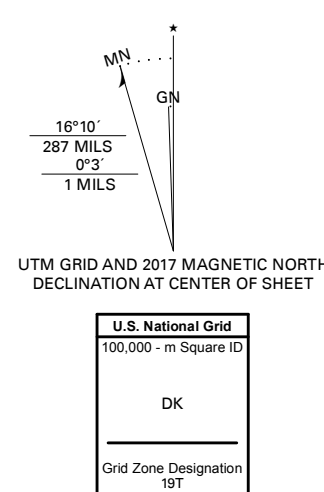 ★
MN
GN
16°10´
287 MILS
0°3´
1 MILS
UTM GRID AND 2017 MAGNETIC NORTH
DECLINATION AT CENTER OF SHEET
U.S. National Grid
100,000 - m Square ID
DK
Grid Zone Designation
19T